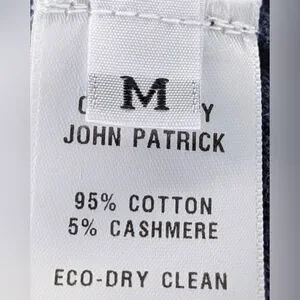 M
JOHN PATRICK
95% COTTON
5% CASHMERE
ECO-DRY CLEAN